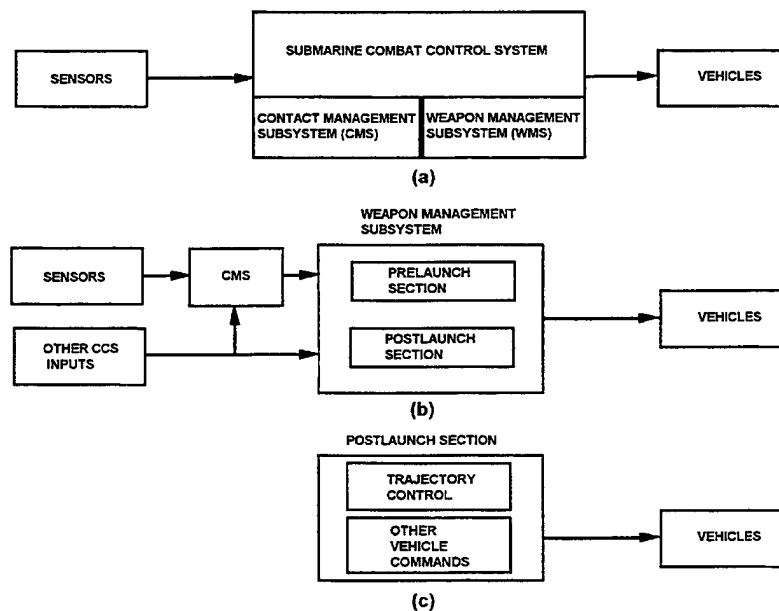 SUBMARINE COMBAT CONTROL SYSTEM
SENSORS
VEHICLES
CONTACT MANAGEMENT
SUBSYSTEM (CMS)
WEAPON MANAGEMENT
SUBSYSTEM (WMS)
(a)
WEAPON MANAGEMENT
SUBSYSTEM
SENSORS
CMS
PRELAUNCH
SECTION
VEHICLES
OTHER CCS
INPUTS
POSTLAUNCH
SECTION
(b)
POSTLAUNCH SECTION
TRAJECTORY
CONTROL
OTHER
VEHICLE
COMMANDS
VEHICLES
(c)